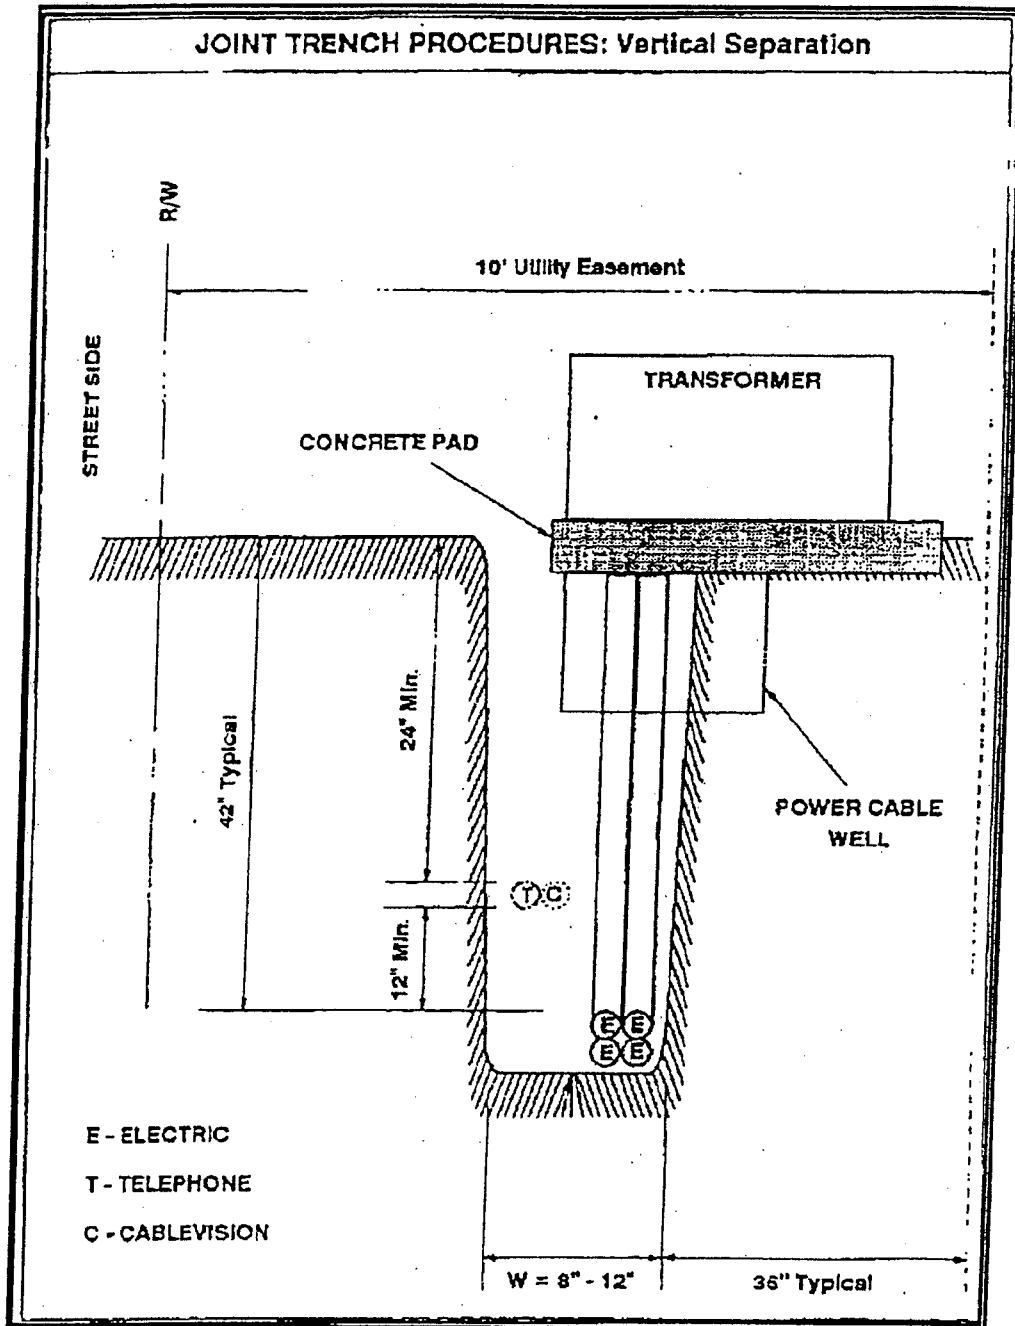 JOINT TRENCH PROCEDURES: Vertical Separation
R/W
10' Utility Easement
STREET SIDE
TRANSFORMER
CONCRETE PAD
24" Min.
42" Typical
POWER CABLE
WELL
T C
12" Min.
E E
E E
E - ELECTRIC
T - TELEPHONE
C - CABLEVISION
W = 8" - 12"
36" Typical